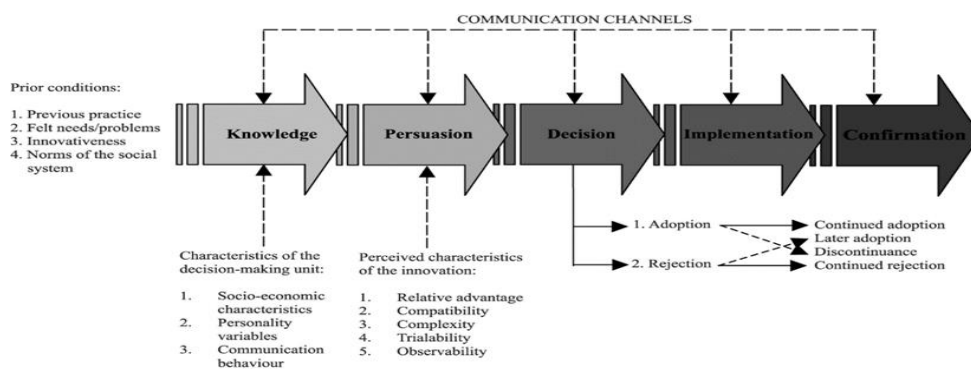 COMMUNICATION CHANNELS
Prior conditions:
1. Previous practice
2. Felt needs/problems
3. Innovativeness
4. Norms of the social
system
Knowledge
Persuasion
Decision
Implementation
Confirmation
1. Adoption
2. Rejection
Continued adoption
Later adoption
Discontinuance
Continued rejection
Characteristics of the
decision-making unit:
1. Socio-economic
characteristics
2. Personality
variables
3. Communication
behaviour
Perceived characteristics
of the innovation:
1. Relative advantage
2. Compatibility
3. Complexity
4. Trialability
5. Observability